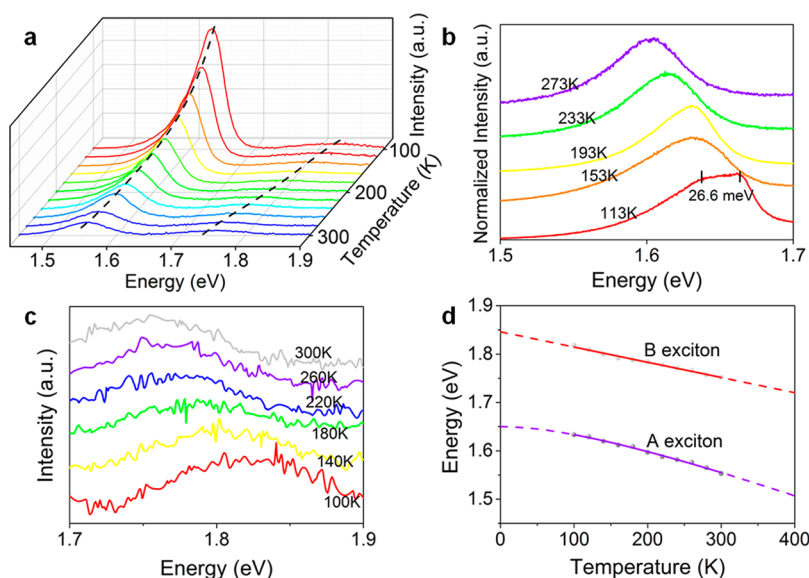 a
Intensity (a.u.)
100
200
300
Temperature (K)
1.5 1.6 1.7 1.8 1.9
Energy (eV)
b
Normalized Intensity
273K
233K
193K
153K
26.6 meV
113K
1.5 1.6 1.7
Energy (eV)
c
Intensity (a.u.)
300K
260K
220K
180K
140K
100K
1.7 1.8 1.9
Energy (eV)
d
Energy (eV)
1.9
1.8
1.7
1.6
1.5
B exciton
A exciton
0 100 200 300 400
Temperature (K)